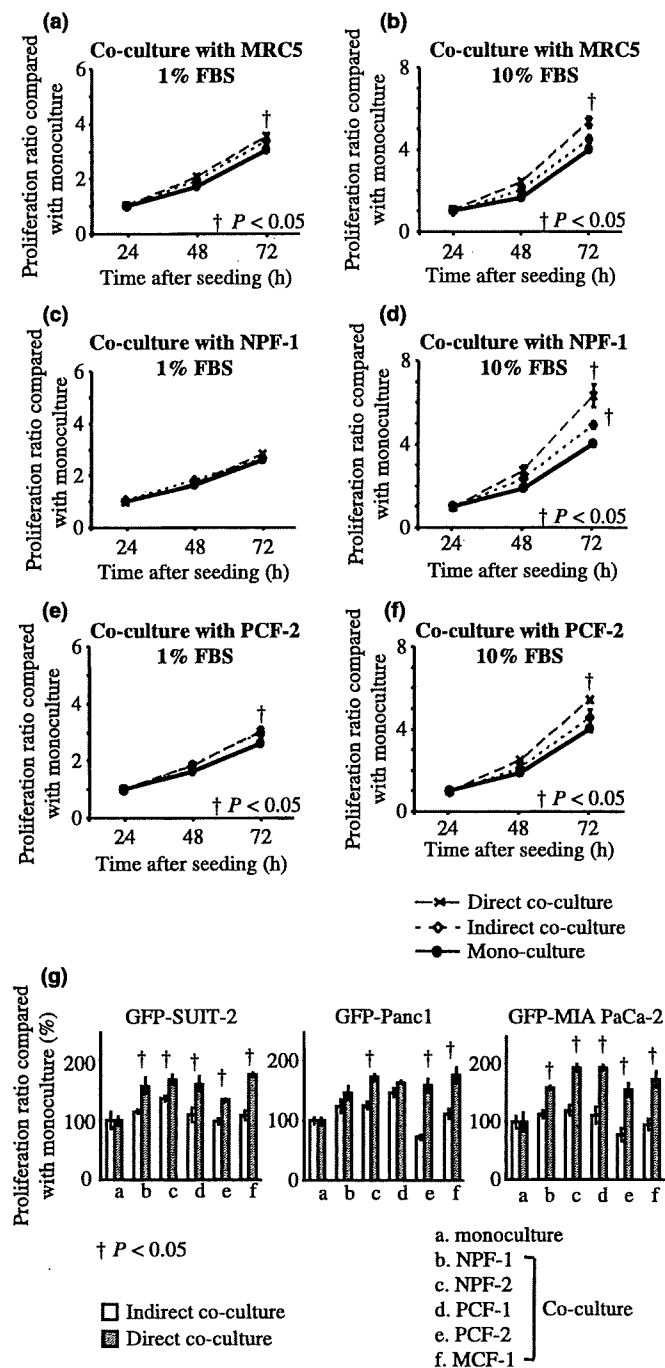 (a)
Co-culture with MRC5
1% FBS
Proliferation ratio compared
with monoculture
6
4
2
0
†
† P < 0.05
24 48 72
Time after seeding (h)
(b)
Co-culture with MRC5
10% FBS
Proliferation ratio compared
with monoculture
8
4
0
†
† P < 0.05
24 48 72
Time after seeding (h)
(c)
Co-culture with NPF-1
1% FBS
Proliferation ratio compared
with monoculture
6
4
2
0
24 48 72
Time after seeding (h)
(d)
Co-culture with NPF-1
10% FBS
Proliferation ratio compared
with monoculture
8
4
0
†
†
† P < 0.05
24 48 72
Time after seeding (h)
(e)
Co-culture with PCF-2
1% FBS
Proliferation ratio compared
with monoculture
6
4
2
0
†
† P < 0.05
24 48 72
Time after seeding (h)
(f)
Co-culture with PCF-2
10% FBS
Proliferation ratio compared
with monoculture
8
4
0
†
† P < 0.05
24 48 72
Time after seeding (h)
Direct co-culture
Indirect co-culture
Mono-culture
(g)
Proliferation ratio compared
with monoculture (%)
GFP-SUIT-2
200
100
0
† † † † †
a b c d e f
GFP-Panc1
200
100
0
† † †
a b c d e f
GFP-MIA PaCa-2
200
100
0
† † † † †
a b c d e f
† P < 0.05
Indirect co-culture
Direct co-culture
a. monoculture
b. NPF-1
c. NPF-2
d. PCF-1
e. PCF-2
f. MCF-1
Co-culture